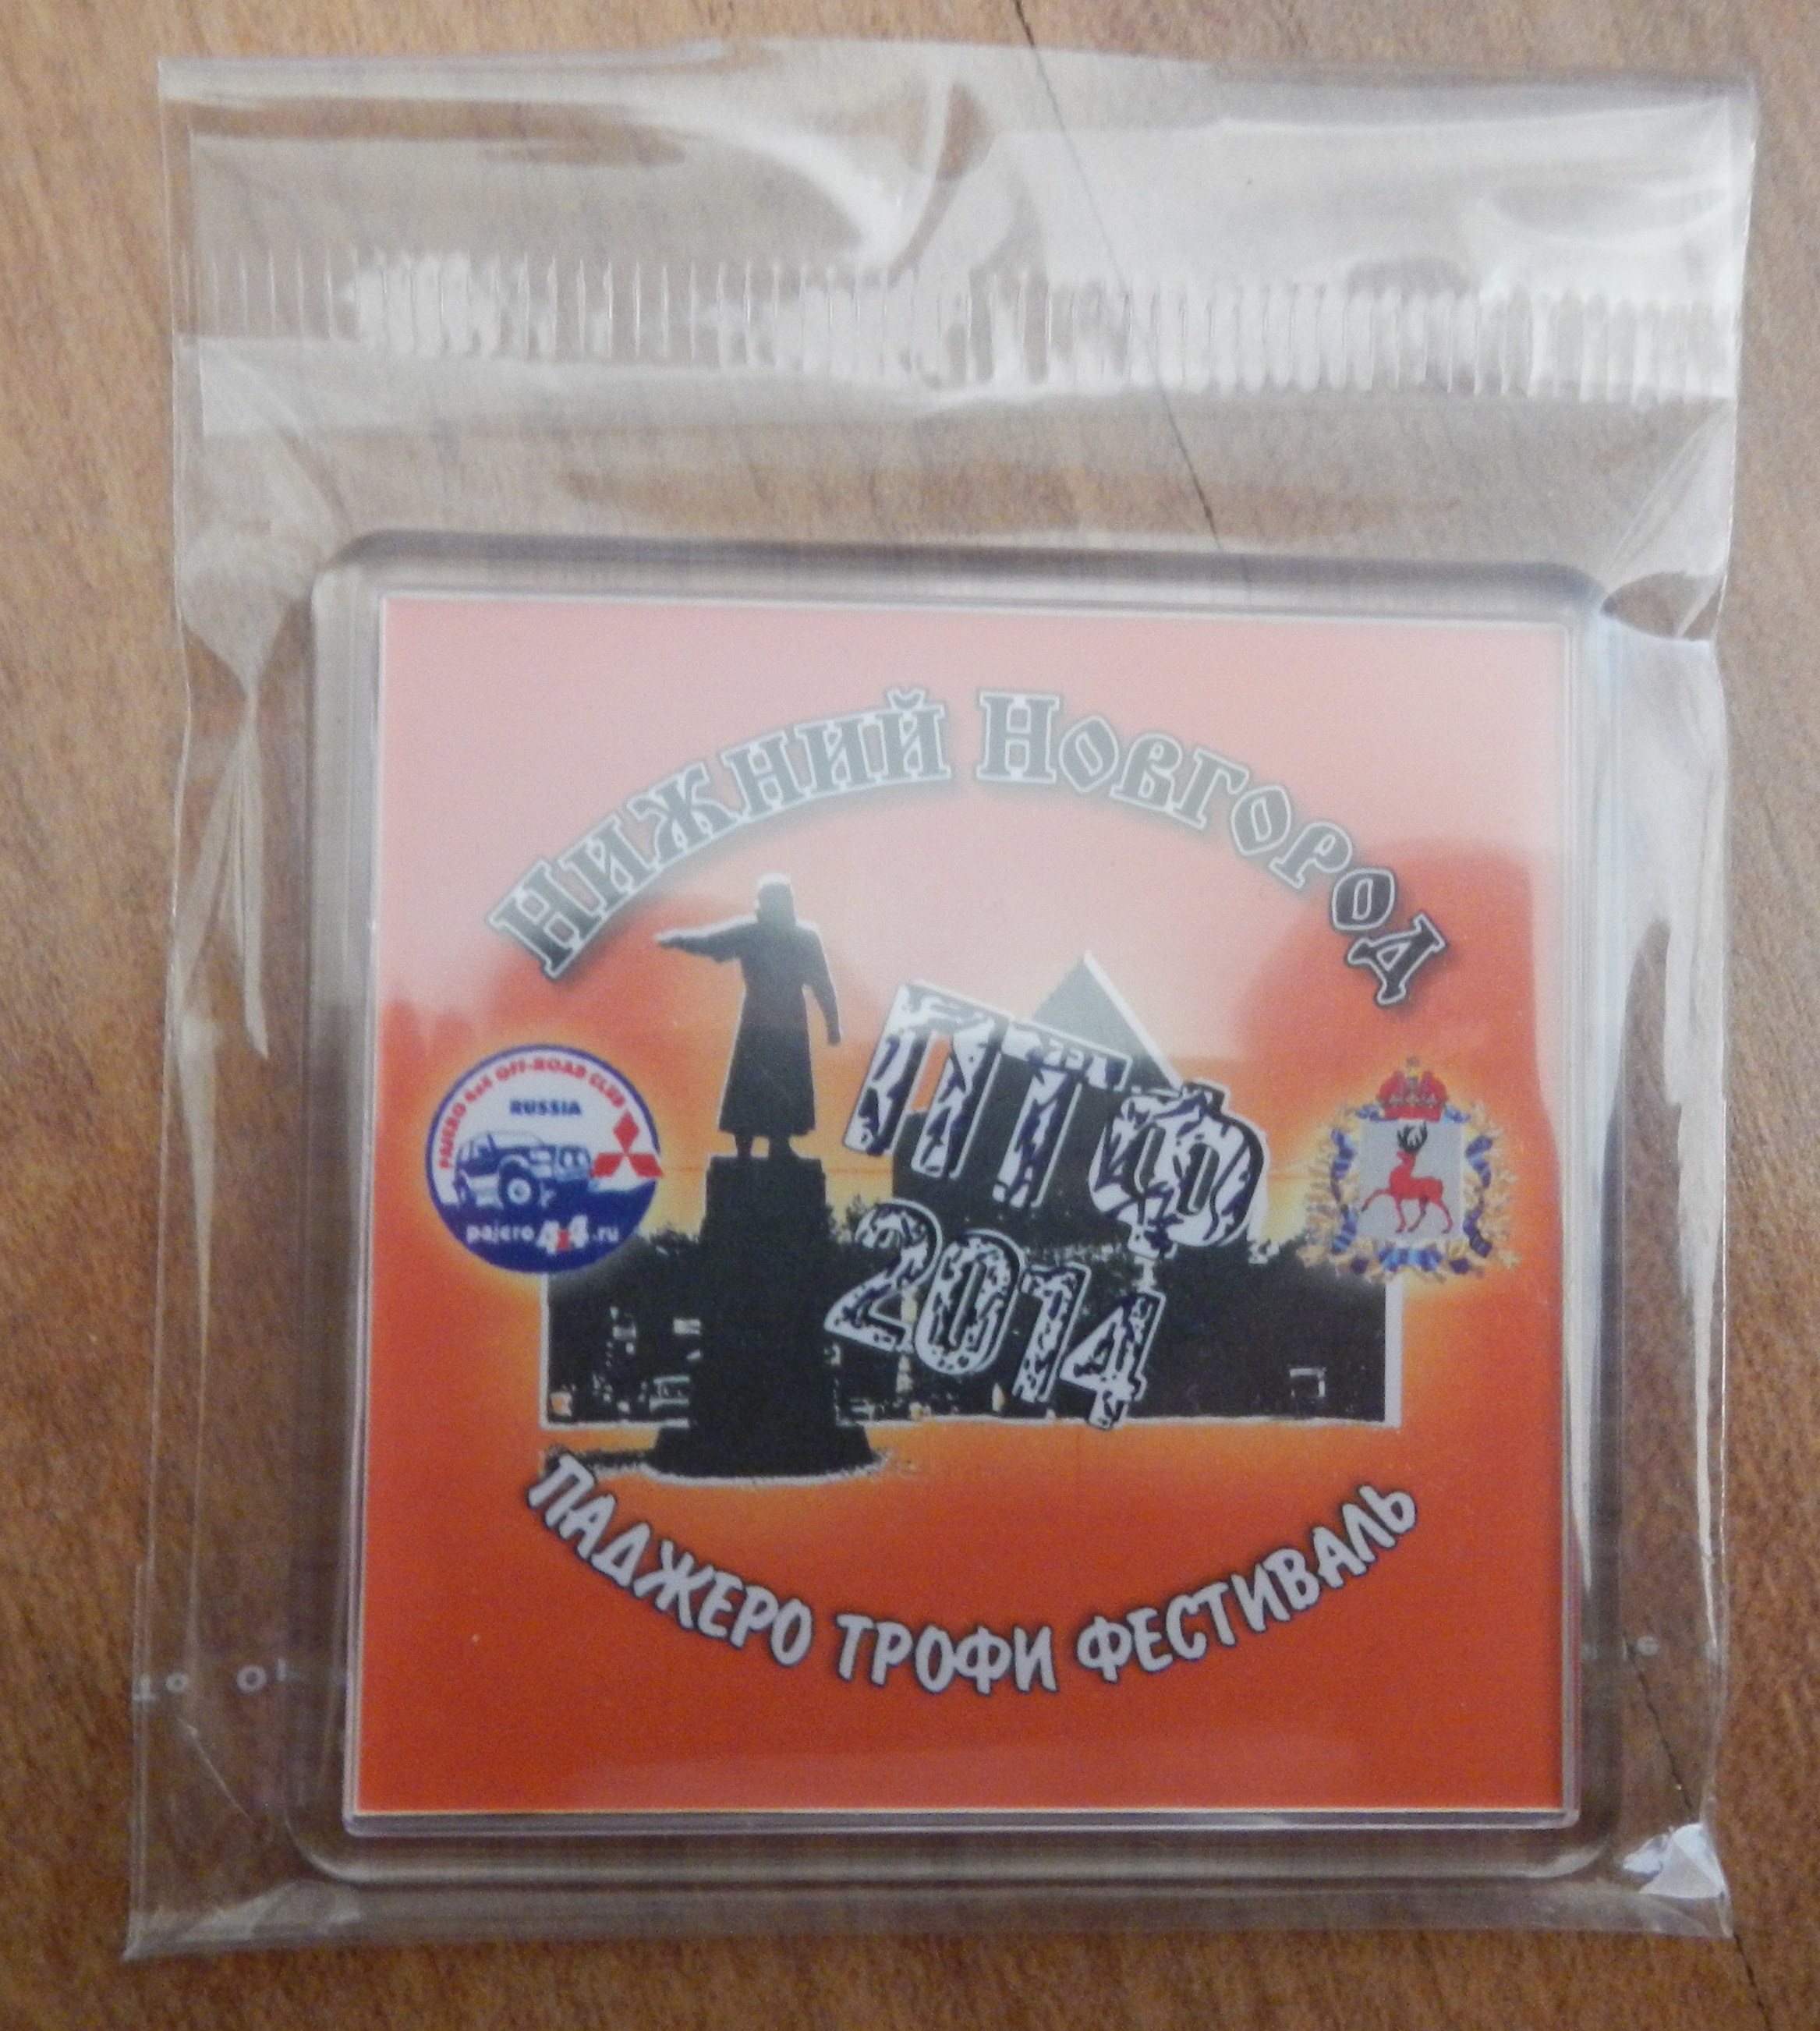 Нижний Новгород
ПТФ
2014
PAJERO 4x4 OFF-ROAD CLUB
RUSSIA
pajero4x4.ru
ПАДЖЕРО ТРОФИ ФЕСТИВАЛЬ